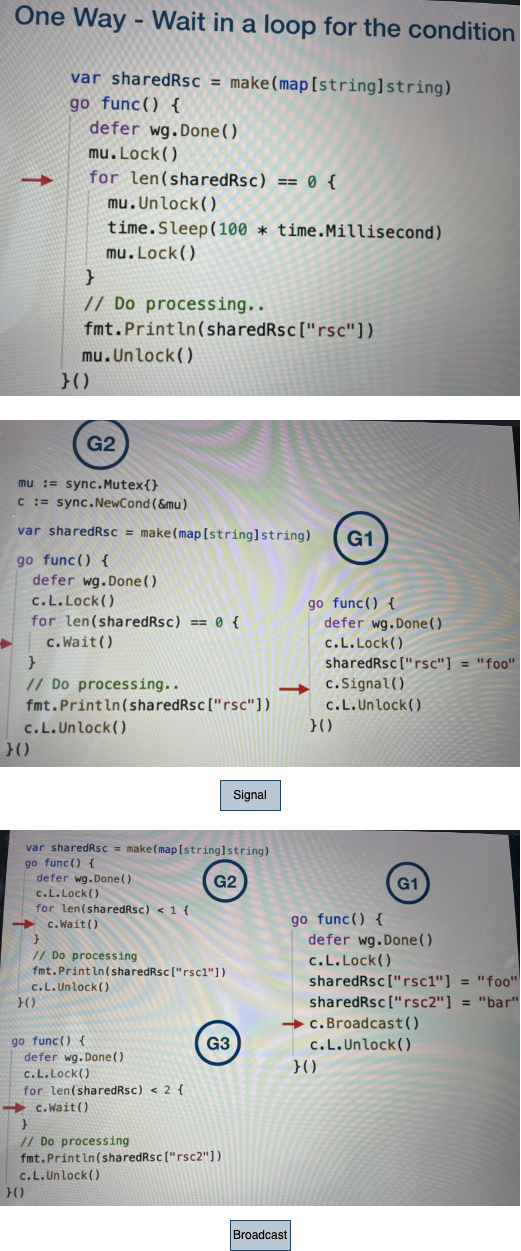 One Way - Wait in a loop for the condition
var sharedRsc = make(map[string]string)
go func() {
defer wg.Done()
mu.Lock()
for len(sharedRsc) == 0 {
mu.Unlock()
time.Sleep(100 * time.Millisecond)
mu.Lock()
}
// Do processing..
fmt.Println(sharedRsc["rsc"])
mu.Unlock()
}()
G2
mu := sync.Mutex{}
c := sync.NewCond(&mu)
var sharedRsc = make(map[string]string)
go func() {
defer wg.Done()
c.L.Lock()
for len(sharedRsc) == 0 {
c.Wait()
}
// Do processing..
fmt.Println(sharedRsc["rsc"])
c.L.Unlock()
}()
G1
go func() {
defer wg.Done()
c.L.Lock()
sharedRsc["rsc"] = "foo"
c.Signal()
c.L.Unlock()
}()
Signal
var sharedRsc = make(map[string]string)
go func() {
defer wg.Done()
c.L.Lock()
for len(sharedRsc) < 1 {
c.Wait()
}
// Do processing
fmt.Println(sharedRsc["rsc1"])
c.L.Unlock()
}()
G2
go func() {
defer wg.Done()
c.L.Lock()
for len(sharedRsc) < 2 {
c.Wait()
}
// Do processing
fmt.Println(sharedRsc["rsc2"])
c.L.Unlock()
}()
G3
G1
go func() {
defer wg.Done()
c.L.Lock()
sharedRsc["rsc1"] = "foo"
sharedRsc["rsc2"] = "bar"
c.Broadcast()
c.L.Unlock()
}()
Broadcast